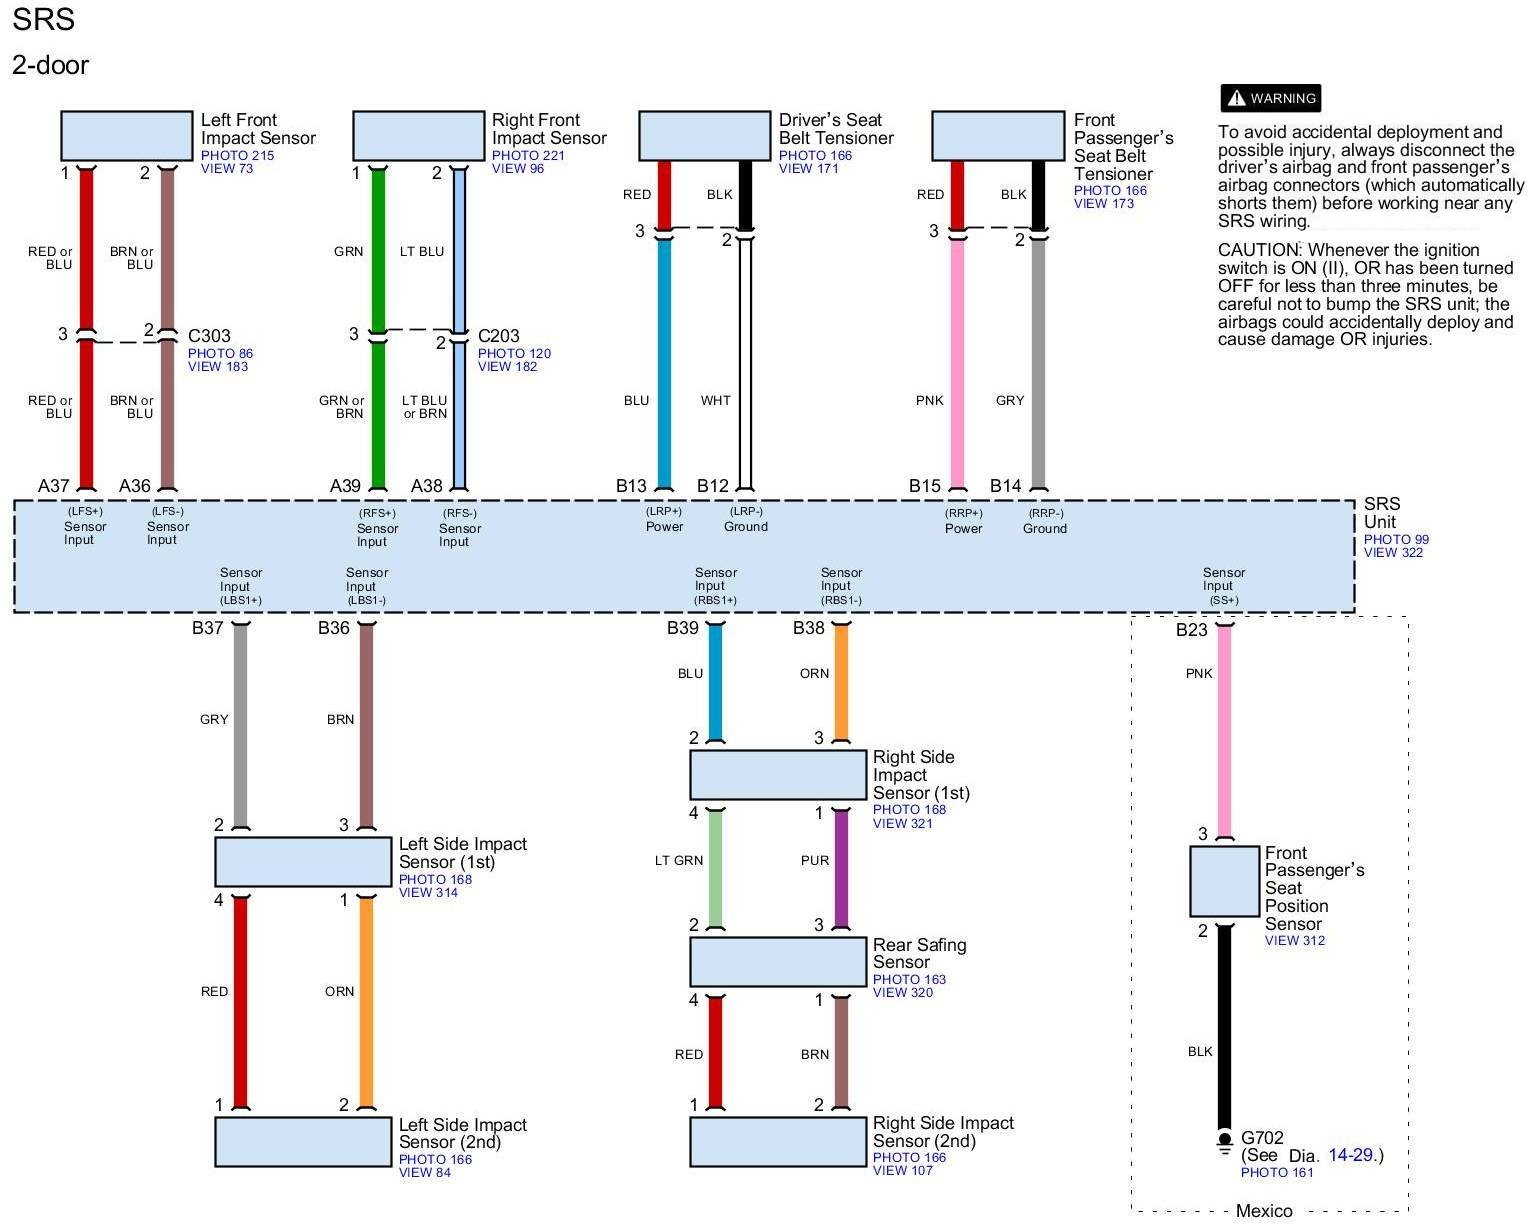 SRS
2-door
Left Front
Impact Sensor
PHOTO 215
VIEW 73
Right Front
Impact Sensor
PHOTO 221
VIEW 96
Driver's Seat
Belt Tensioner
PHOTO 166
VIEW 171
Front
Passenger's
Seat Belt
Tensioner
PHOTO 166
VIEW 173
WARNING
To avoid accidental deployment and
possible injury, always disconnect the
driver's airbag and front passenger's
airbag connectors (which automatically
shorts them) before working near any
SRS wiring.
CAUTION: Whenever the ignition
switch is ON (II), OR has been turned
OFF for less than three minutes, be
careful not to bump the SRS unit; the
airbags could accidentally deploy and
cause damage OR injuries.
1 2 1 2
RED BLK RED BLK
3 2 3 2
RED or
BLU
BRN or
BLU
GRN LT BLU
3 2 C303
PHOTO 86
VIEW 183
3 2 C203
PHOTO 120
VIEW 182
RED or
BLU
BRN or
BLU
GRN or
BRN
LT BLU
or BRN
BLU WHT PNK GRY
A37 A36 A39 A38 B13 B12 B15 B14
(LFS+)
Sensor
Input
(LFS-)
Sensor
Input
(RFS+)
Sensor
Input
(RFS-)
Sensor
Input
(LRP+)
Power
(LRP-)
Ground
(RRP+)
Power
(RRP-)
Ground
SRS
Unit
PHOTO 99
VIEW 322
Sensor
Input
(LBS1+)
Sensor
Input
(LBS1-)
Sensor
Input
(RBS1+)
Sensor
Input
(RBS1-)
Sensor
Input
(SS+)
B37 B36 B39 B38 B23
GRY BRN
2 3
Left Side Impact
Sensor (1st)
PHOTO 168
VIEW 314
4 1
RED ORN
1 2
Left Side Impact
Sensor (2nd)
PHOTO 166
VIEW 84
BLU ORN
2 3
Right Side
Impact
Sensor (1st)
PHOTO 168
VIEW 321
4 1
LT GRN PUR
2 3
Rear Safing
Sensor
PHOTO 163
VIEW 320
4 1
RED BRN
1 2
Right Side Impact
Sensor (2nd)
PHOTO 166
VIEW 107
PNK
3
Front
Passenger's
Seat
Position
Sensor
VIEW 312
2
BLK
G702
(See Dia. 14-29.)
PHOTO 161
Mexico